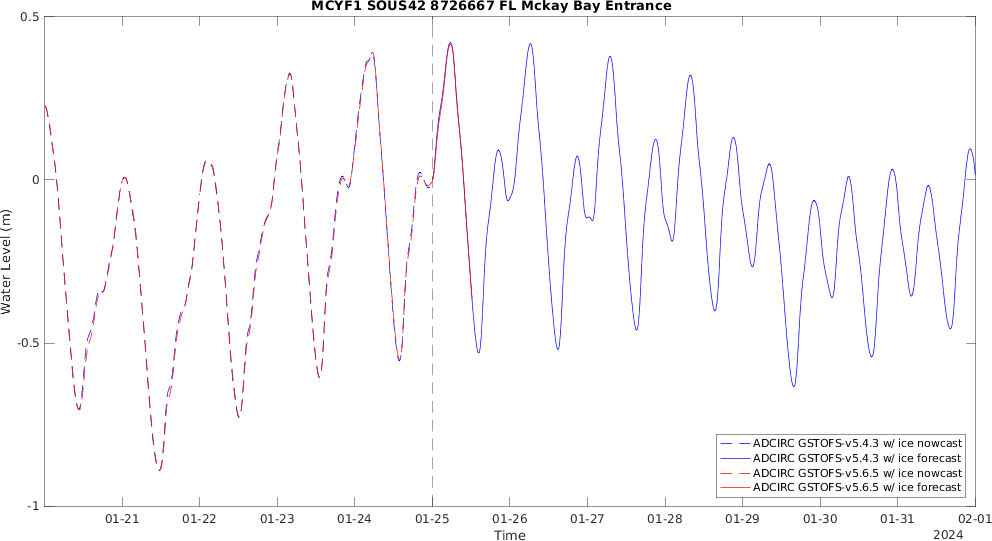 MCYF1 SOUS42 8726667 FL Mckay Bay Entrance
0.5
0
-0.5
-1
Water Level (m)
01-21 01-22 01-23 01-24 01-25 01-26 01-27 01-28 01-29 01-30 01-31 02-01
Time
2024
ADCIRC GSTOFS-v5.4.3 w/ ice nowcast
ADCIRC GSTOFS-v5.4.3 w/ ice forecast
ADCIRC GSTOFS-v5.6.5 w/ ice nowcast
ADCIRC GSTOFS-v5.6.5 w/ ice forecast